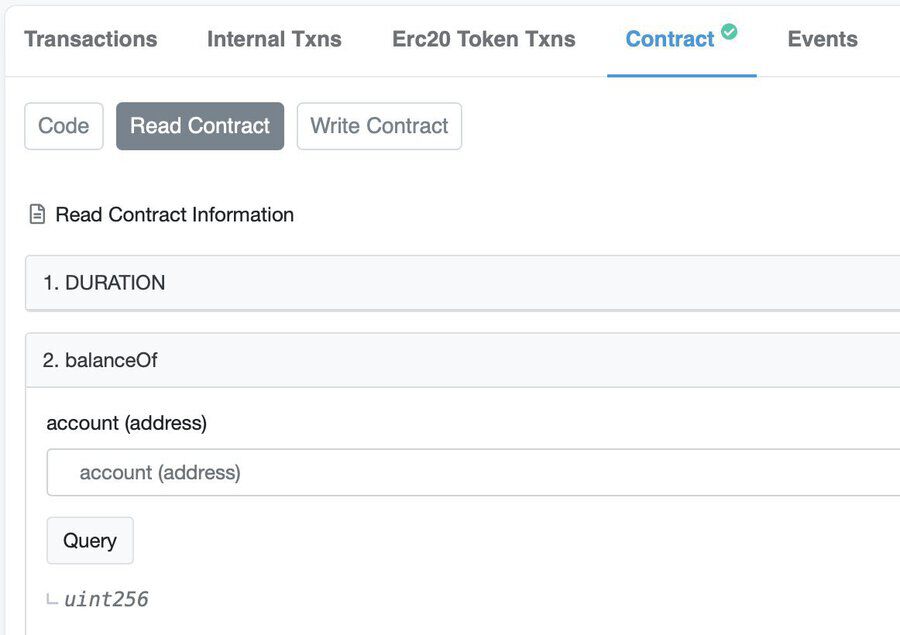 Transactions Internal Txns Erc20 Token Txns Contract Events
Code Read Contract Write Contract
Read Contract Information
1. DURATION
2. balanceOf
account (address)
account (address)
Query
uint256